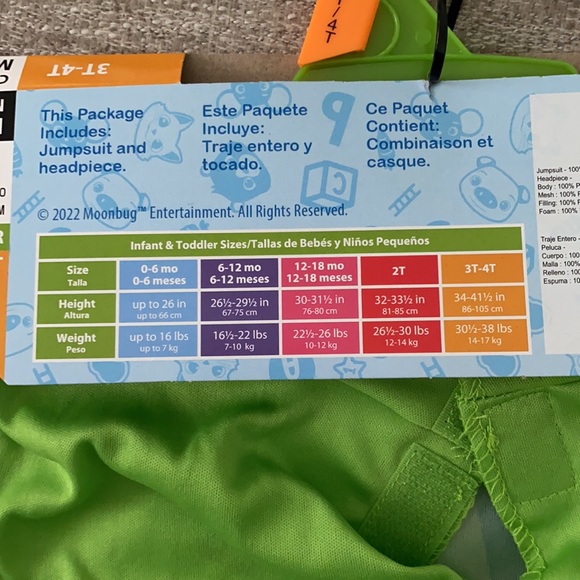 /4T
3T-4T
This Package
Includes:
Jumpsuit and
headpiece.
Este Paquete
Incluye:
Traje entero y
tocado.
Ce Paquet
Contient:
Combinaison et
casque.
© 2022 Moonbug™ Entertainment. All Rights Reserved.
Infant & Toddler Sizes/Tallas de Bebés y Niños Pequeños
Size 0-6 mo 6-12 mo 12-18 mo 2T 3T-4T
Talla 0-6 meses 6-12 meses 12-18 meses
Height up to 26 in 26½-29½ in 30-31½ in 32-33½ in 34-41½ in
Altura up to 66 cm 67-75 cm 76-80 cm 81-85 cm 86-105 cm
Weight up to 16 lbs 16½-22 lbs 22½-26 lbs 26½-30 lbs 30½-38 lbs
Peso up to 7 kg 7-10 kg 10-12 kg 12-14 kg 14-17 kg
Jumpsuit - 100%
Headpiece -
Body : 100% P
Mesh : 100% P
Filling: 100% P
Foam : 100%
Traje Entero -
Peluca -
Cuerpo : 100
Malla : 100%
Relleno : 100
Espuma : 10